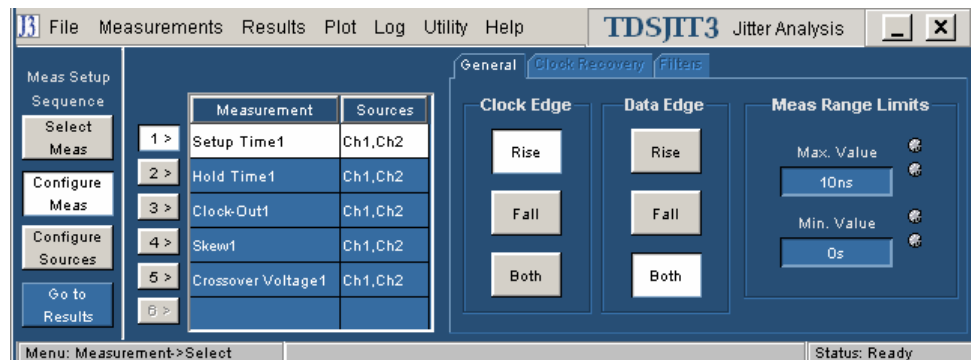 J3 File Measurements Results Plot Log Utility Help TDSJIT3 Jitter Analysis
Meas Setup
Sequence
Select
Meas
Configure
Meas
Configure
Sources
Go to
Results
Measurement Sources
1 > Setup Time1 Ch1,Ch2
2 > Hold Time1 Ch1,Ch2
3 > Clock-Out1 Ch1,Ch2
4 > Skew1 Ch1,Ch2
5 > Crossover Voltage1 Ch1,Ch2
6 >
General Clock Recovery Filters
Clock Edge
Rise
Fall
Both
Data Edge
Rise
Fall
Both
Meas Range Limits
Max. Value
10ns
Min. Value
0s
Menu: Measurement->Select Status: Ready